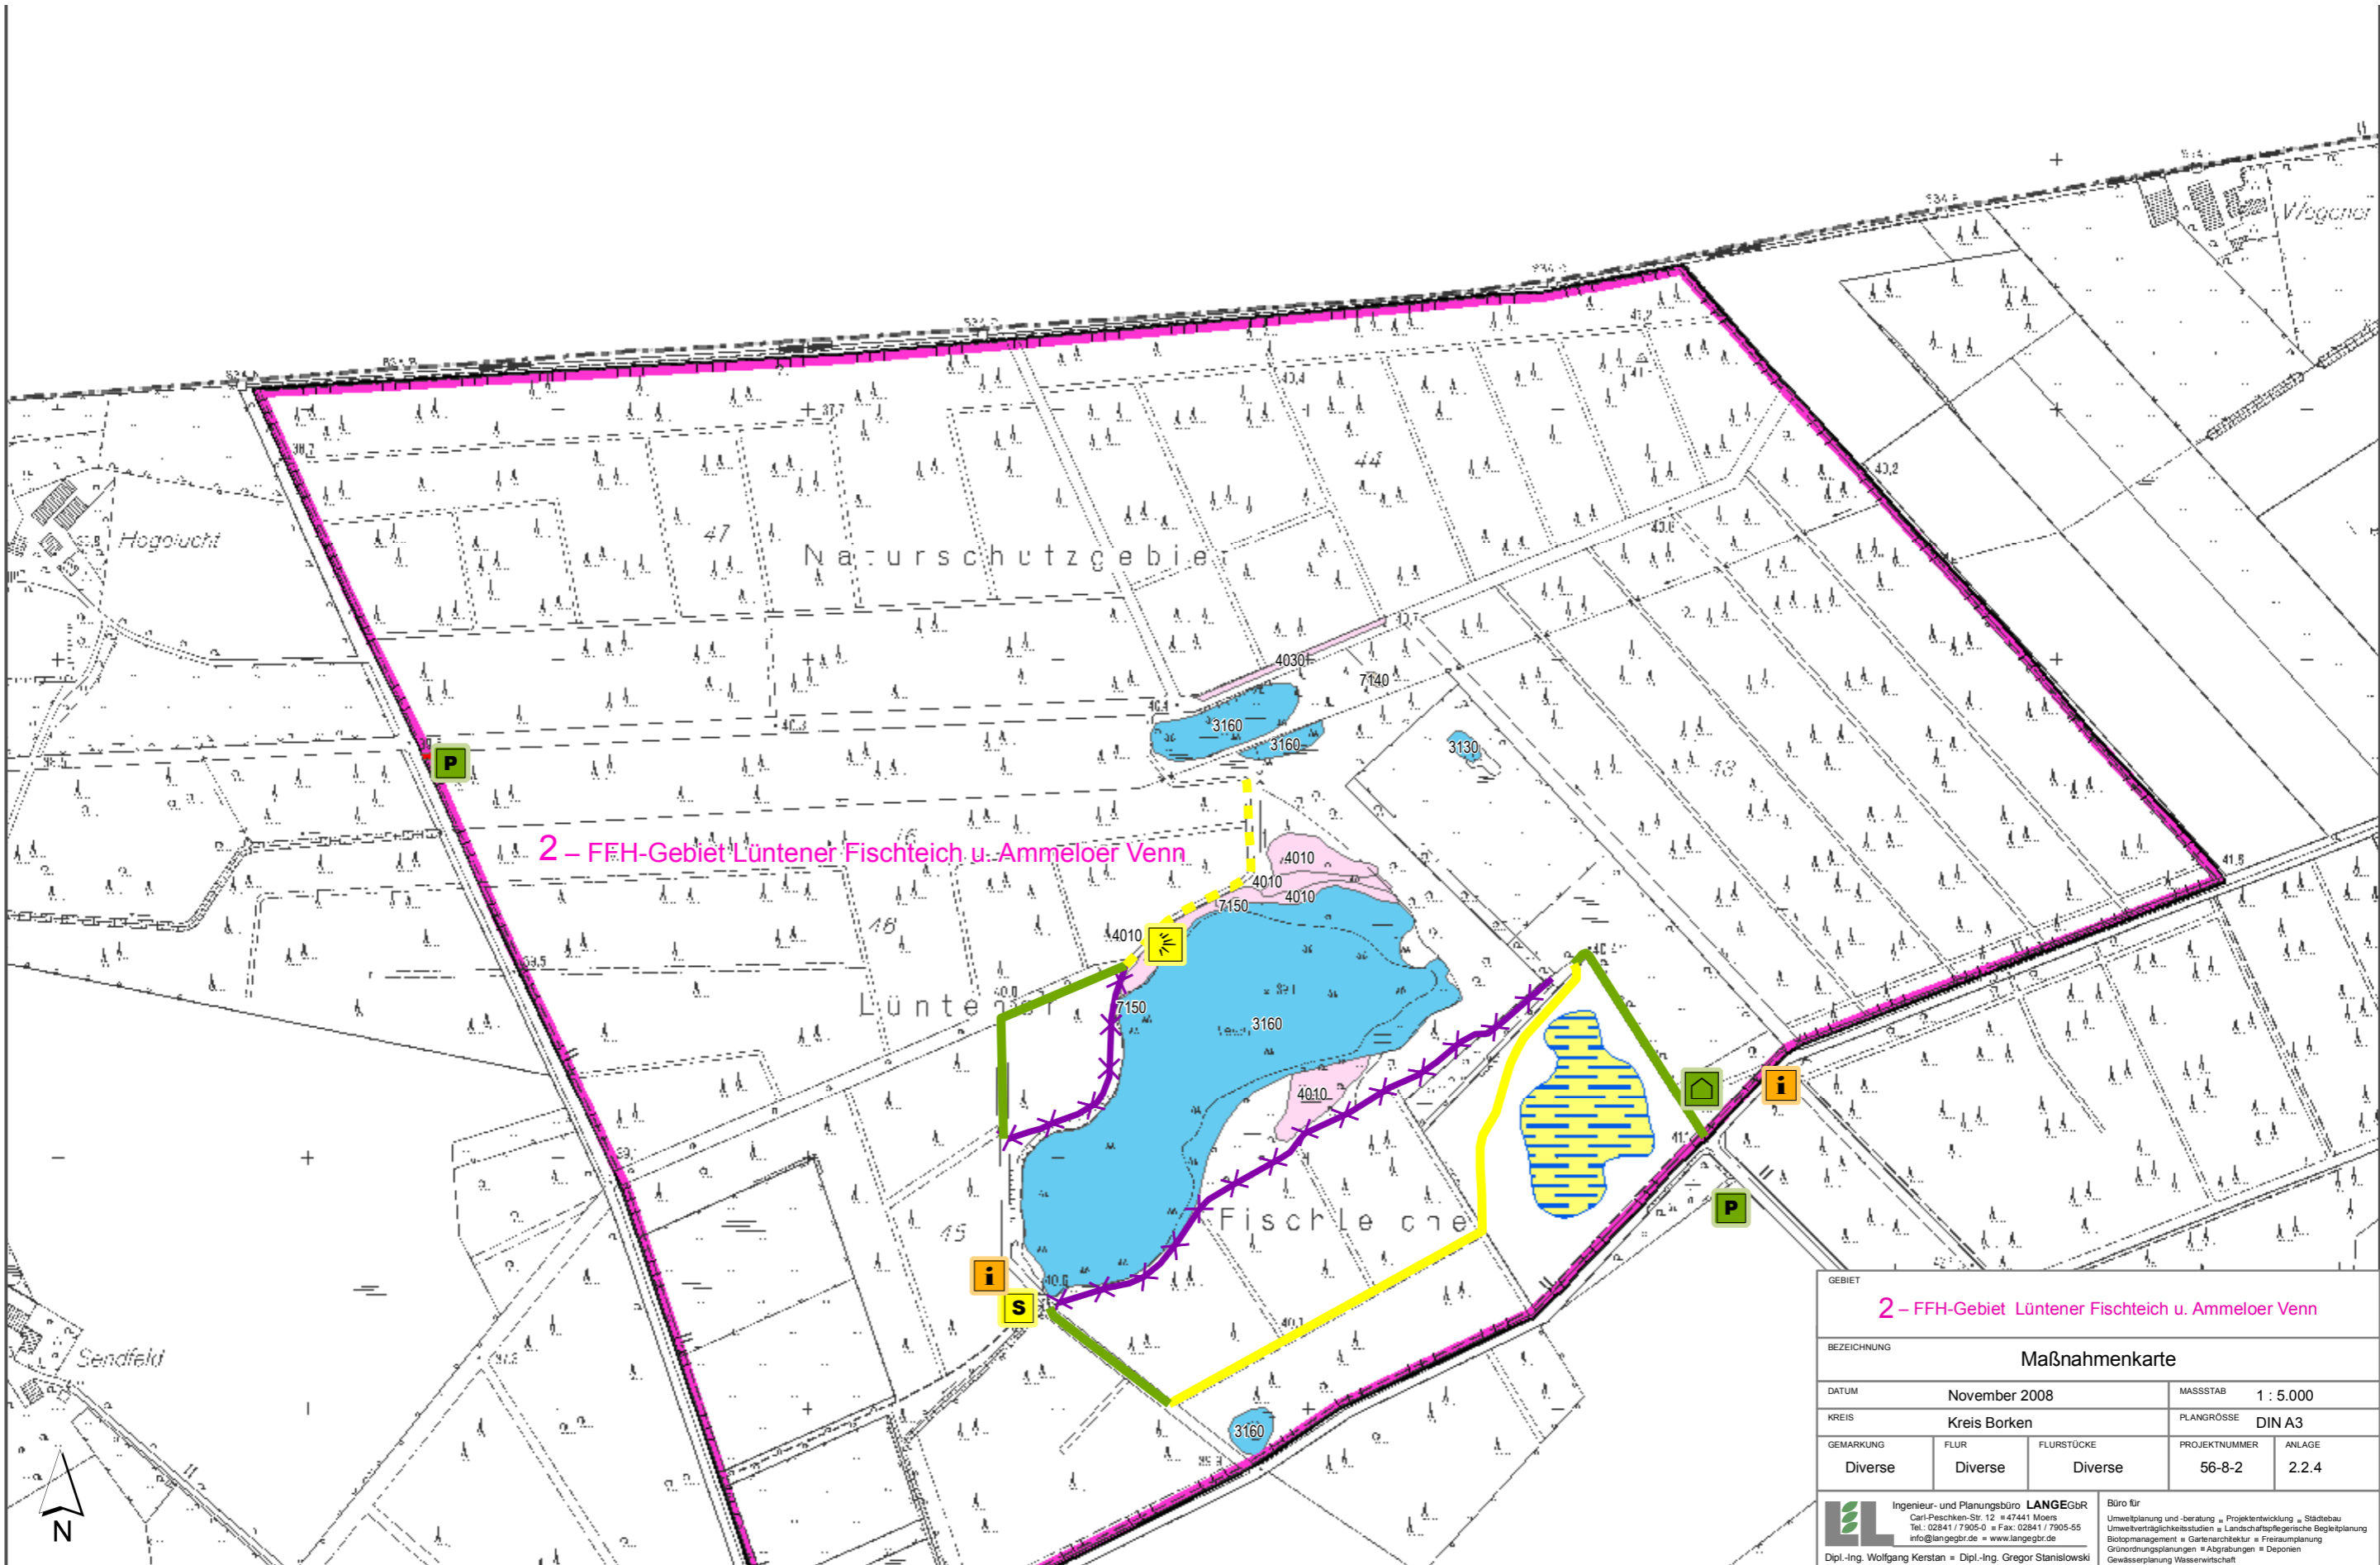 Wegener
Hogelucht
47
44
Naturschutzgebiet
4030
7140
3160
3160
3130
P
2 – FFH-Gebiet Lüntener Fischteich u. Ammeloer Venn
46
4010
4010
4010
7150
4010
46
Lüntener
7150
3160
4010
i
P
Fischteiche
45
i
S
Sendfeld
3160
N
GEBIET
2 – FFH-Gebiet Lüntener Fischteich u. Ammeloer Venn
BEZEICHNUNG
Maßnahmenkarte
DATUM November 2008 MASSSTAB 1 : 5.000
KREIS Kreis Borken PLANGRÖSSE DIN A3
GEMARKUNG FLUR FLURSTÜCKE PROJEKTNUMMER ANLAGE
Diverse Diverse Diverse 56-8-2 2.2.4
Ingenieur- und Planungsbüro LANGE GbR
Carl-Peschken-Str. 12 ■ 47441 Moers
Tel.: 02841 / 7905-0 ■ Fax: 02841 / 7905-55
info@langegbr.de ■ www.langegbr.de
Dipl.-Ing. Wolfgang Kerstan ■ Dipl.-Ing. Gregor Stanislowski
Büro für
Umweltplanung und -beratung ■ Projektentwicklung ■ Städtebau
Umweltverträglichkeitsstudien ■ Landschaftspflegerische Begleitplanung
Biotopmanagement ■ Gartenarchitektur ■ Freiraumplanung
Grünordnungsplanungen ■ Abgrabungen ■ Deponien
Gewässerplanung Wasserwirtschaft